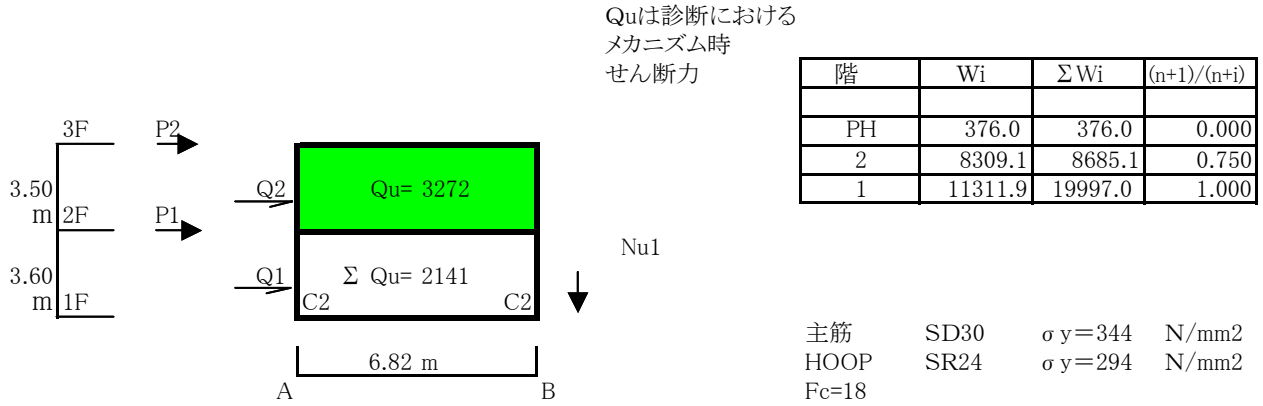 Quは診断における
メカニズム時
せん断力
階 Wi ΣWi (n+1)/(n+i)
PH 376.0 376.0 0.000
2 8309.1 8685.1 0.750
1 11311.9 19997.0 1.000
3F P2
3.50 m
Q2 Qu= 3272
2F P1
Nu1
3.60 m
Q1 Σ Qu= 2141
1F C2 C2
6.82 m
A B
主筋 SD30 σy=344 N/mm2
HOOP SR24 σy=294 N/mm2
Fc=18